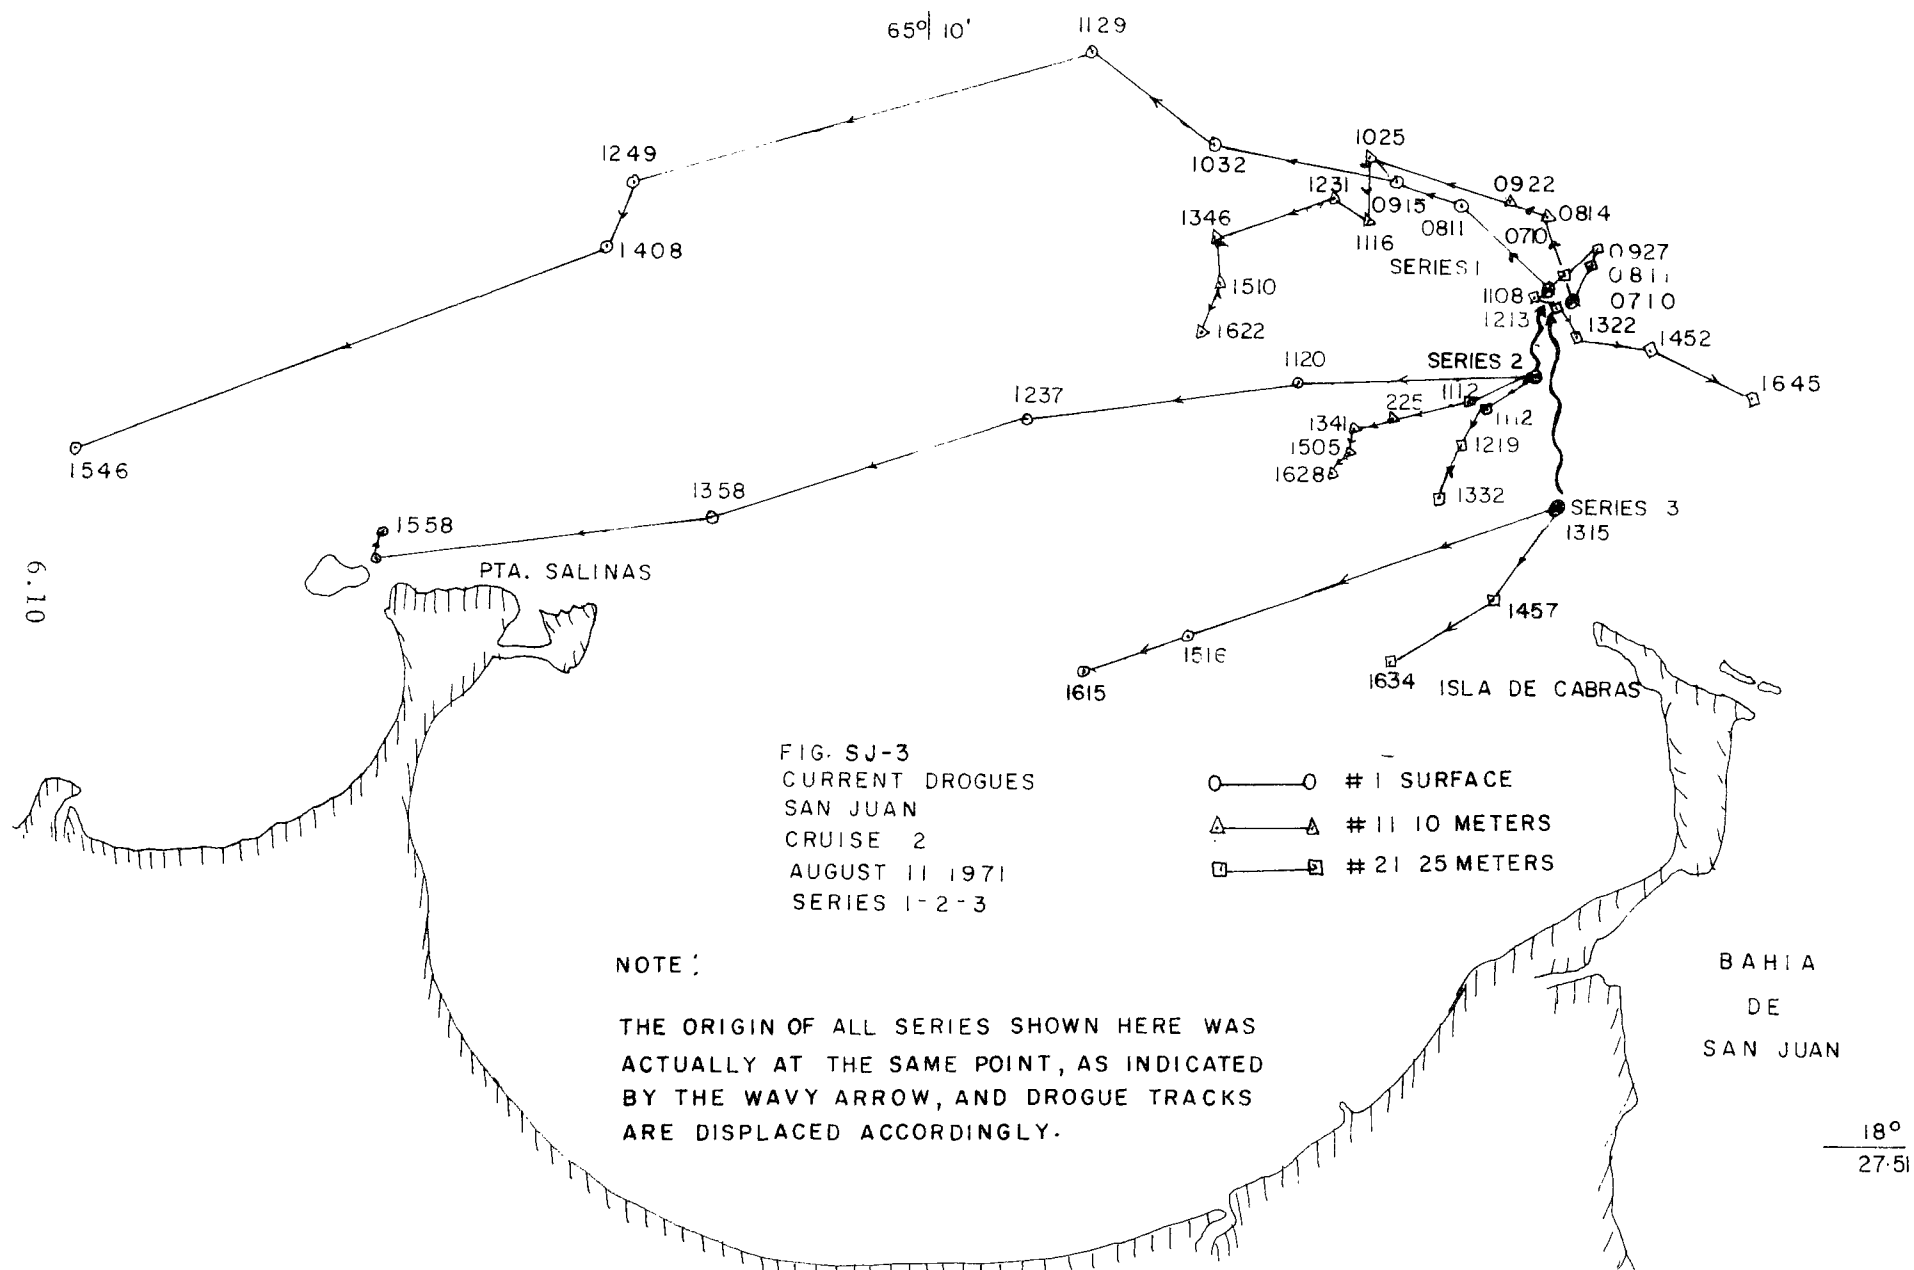 65° 10'
1129
1249
1032
1025
1231
0922
0814
1408
1346
0915
0811
0710
1116
SERIES 1
0927
0811
0710
1510
1108
1213
1322
1452
1622
SERIES 2
1120
1645
1237
1112
225
1112
1341
1505
1219
1546
1628
1358
1332
SERIES 3
1315
1558
PTA. SALINAS
6.10
1457
1516
1615
1634
ISLA DE CABRAS
FIG. SJ-3
CURRENT DROGUES
SAN JUAN
CRUISE 2
AUGUST 11 1971
SERIES 1-2-3
# 1 SURFACE
# 11 10 METERS
# 21 25 METERS
NOTE:
THE ORIGIN OF ALL SERIES SHOWN HERE WAS
ACTUALLY AT THE SAME POINT, AS INDICATED
BY THE WAVY ARROW, AND DROGUE TRACKS
ARE DISPLACED ACCORDINGLY.
BAHIA
DE
SAN JUAN
18°
27.51